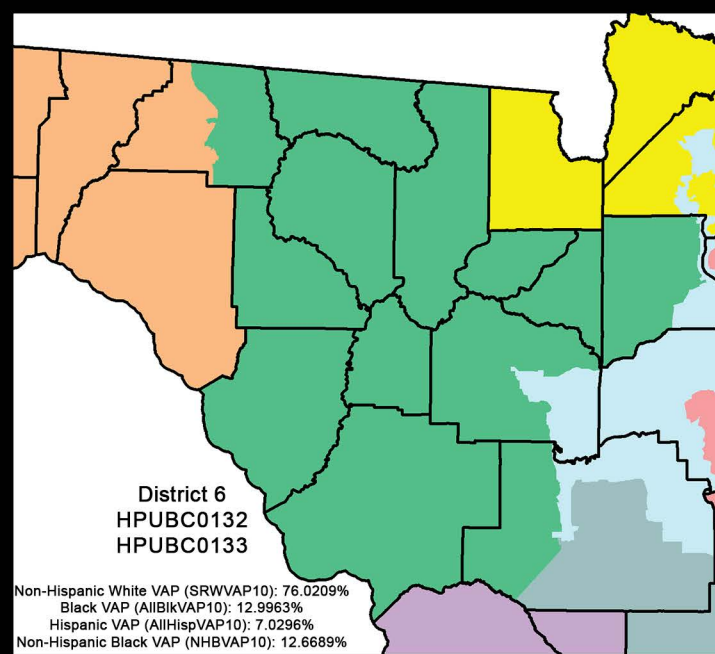 District 6
HPUBC0132
HPUBC0133
Non-Hispanic White VAP (SRWVAP10): 76.0209%
Black VAP (AllBlkVAP10): 12.9963%
Hispanic VAP (AllHispVAP10): 7.0296%
Non-Hispanic Black VAP (NHBVAP10): 12.6689%